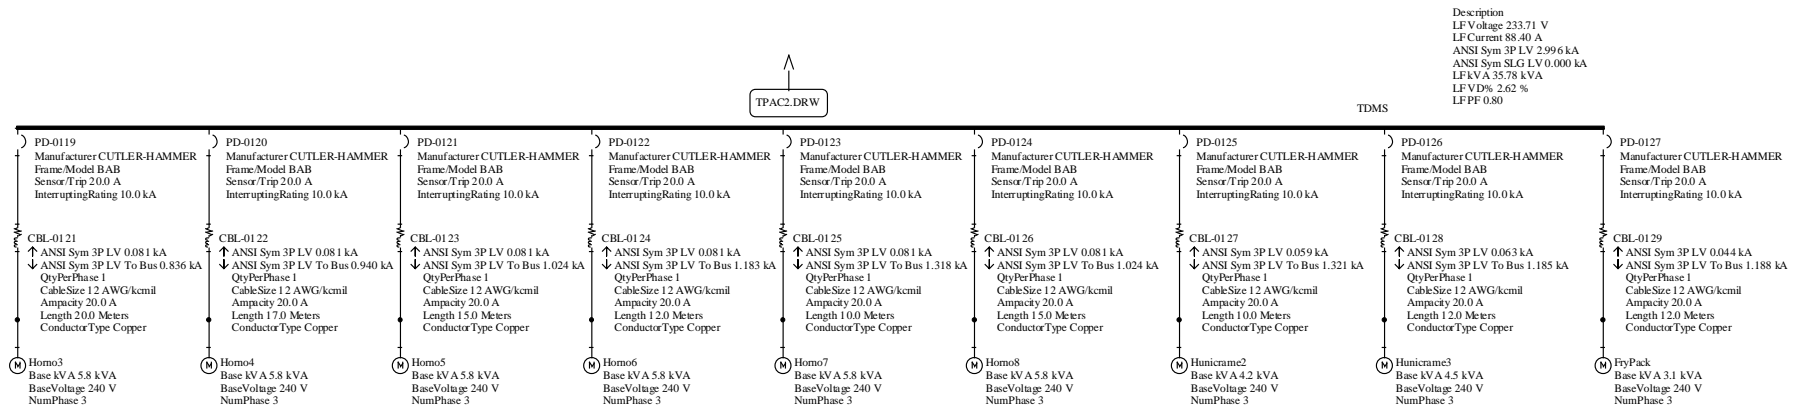 Description
LF Voltage 233.71 V
LF Current 88.40 A
ANSI Sym 3P LV 2.996 kA
ANSI Sym SLG LV 0.000 kA
LF kVA 35.78 kVA
LF VD% 2.62 %
LF PF 0.80
TPAC2.DRW
TDMS
PD-0119
Manufacturer CUTLER-HAMMER
Frame/Model BAB
Sensor/Trip 20.0 A
InterruptingRating 10.0 kA
PD-0120
Manufacturer CUTLER-HAMMER
Frame/Model BAB
Sensor/Trip 20.0 A
InterruptingRating 10.0 kA
PD-0121
Manufacturer CUTLER-HAMMER
Frame/Model BAB
Sensor/Trip 20.0 A
InterruptingRating 10.0 kA
PD-0122
Manufacturer CUTLER-HAMMER
Frame/Model BAB
Sensor/Trip 20.0 A
InterruptingRating 10.0 kA
PD-0123
Manufacturer CUTLER-HAMMER
Frame/Model BAB
Sensor/Trip 20.0 A
InterruptingRating 10.0 kA
PD-0124
Manufacturer CUTLER-HAMMER
Frame/Model BAB
Sensor/Trip 20.0 A
InterruptingRating 10.0 kA
PD-0125
Manufacturer CUTLER-HAMMER
Frame/Model BAB
Sensor/Trip 20.0 A
InterruptingRating 10.0 kA
PD-0126
Manufacturer CUTLER-HAMMER
Frame/Model BAB
Sensor/Trip 20.0 A
InterruptingRating 10.0 kA
PD-0127
Manufacturer CUTLER-HAMMER
Frame/Model BAB
Sensor/Trip 20.0 A
InterruptingRating 10.0 kA
CBL-0121
ANSI Sym 3P LV 0.081 kA
ANSI Sym 3P LV To Bus 0.836 kA
QtyPerPhase 1
CableSize 12 AWG/kcmil
Ampacity 20.0 A
Length 20.0 Meters
ConductorType Copper
CBL-0122
ANSI Sym 3P LV 0.081 kA
ANSI Sym 3P LV To Bus 0.940 kA
QtyPerPhase 1
CableSize 12 AWG/kcmil
Ampacity 20.0 A
Length 17.0 Meters
ConductorType Copper
CBL-0123
ANSI Sym 3P LV 0.081 kA
ANSI Sym 3P LV To Bus 1.024 kA
QtyPerPhase 1
CableSize 12 AWG/kcmil
Ampacity 20.0 A
Length 15.0 Meters
ConductorType Copper
CBL-0124
ANSI Sym 3P LV 0.081 kA
ANSI Sym 3P LV To Bus 1.183 kA
QtyPerPhase 1
CableSize 12 AWG/kcmil
Ampacity 20.0 A
Length 12.0 Meters
ConductorType Copper
CBL-0125
ANSI Sym 3P LV 0.081 kA
ANSI Sym 3P LV To Bus 1.318 kA
QtyPerPhase 1
CableSize 12 AWG/kcmil
Ampacity 20.0 A
Length 10.0 Meters
ConductorType Copper
CBL-0126
ANSI Sym 3P LV 0.081 kA
ANSI Sym 3P LV To Bus 1.024 kA
QtyPerPhase 1
CableSize 12 AWG/kcmil
Ampacity 20.0 A
Length 15.0 Meters
ConductorType Copper
CBL-0127
ANSI Sym 3P LV 0.059 kA
ANSI Sym 3P LV To Bus 1.321 kA
QtyPerPhase 1
CableSize 12 AWG/kcmil
Ampacity 20.0 A
Length 10.0 Meters
ConductorType Copper
CBL-0128
ANSI Sym 3P LV 0.063 kA
ANSI Sym 3P LV To Bus 1.185 kA
QtyPerPhase 1
CableSize 12 AWG/kcmil
Ampacity 20.0 A
Length 12.0 Meters
ConductorType Copper
CBL-0129
ANSI Sym 3P LV 0.044 kA
ANSI Sym 3P LV To Bus 1.188 kA
QtyPerPhase 1
CableSize 12 AWG/kcmil
Ampacity 20.0 A
Length 12.0 Meters
ConductorType Copper
M Horno3
Base kVA 5.8 kVA
BaseVoltage 240 V
NumPhase 3
M Horno4
Base kVA 5.8 kVA
BaseVoltage 240 V
NumPhase 3
M Horno5
Base kVA 5.8 kVA
BaseVoltage 240 V
NumPhase 3
M Horno6
Base kVA 5.8 kVA
BaseVoltage 240 V
NumPhase 3
M Horno7
Base kVA 5.8 kVA
BaseVoltage 240 V
NumPhase 3
M Horno8
Base kVA 5.8 kVA
BaseVoltage 240 V
NumPhase 3
M Hunicrame2
Base kVA 4.2 kVA
BaseVoltage 240 V
NumPhase 3
M Hunicrame3
Base kVA 4.5 kVA
BaseVoltage 240 V
NumPhase 3
M FryPack
Base kVA 3.1 kVA
BaseVoltage 240 V
NumPhase 3